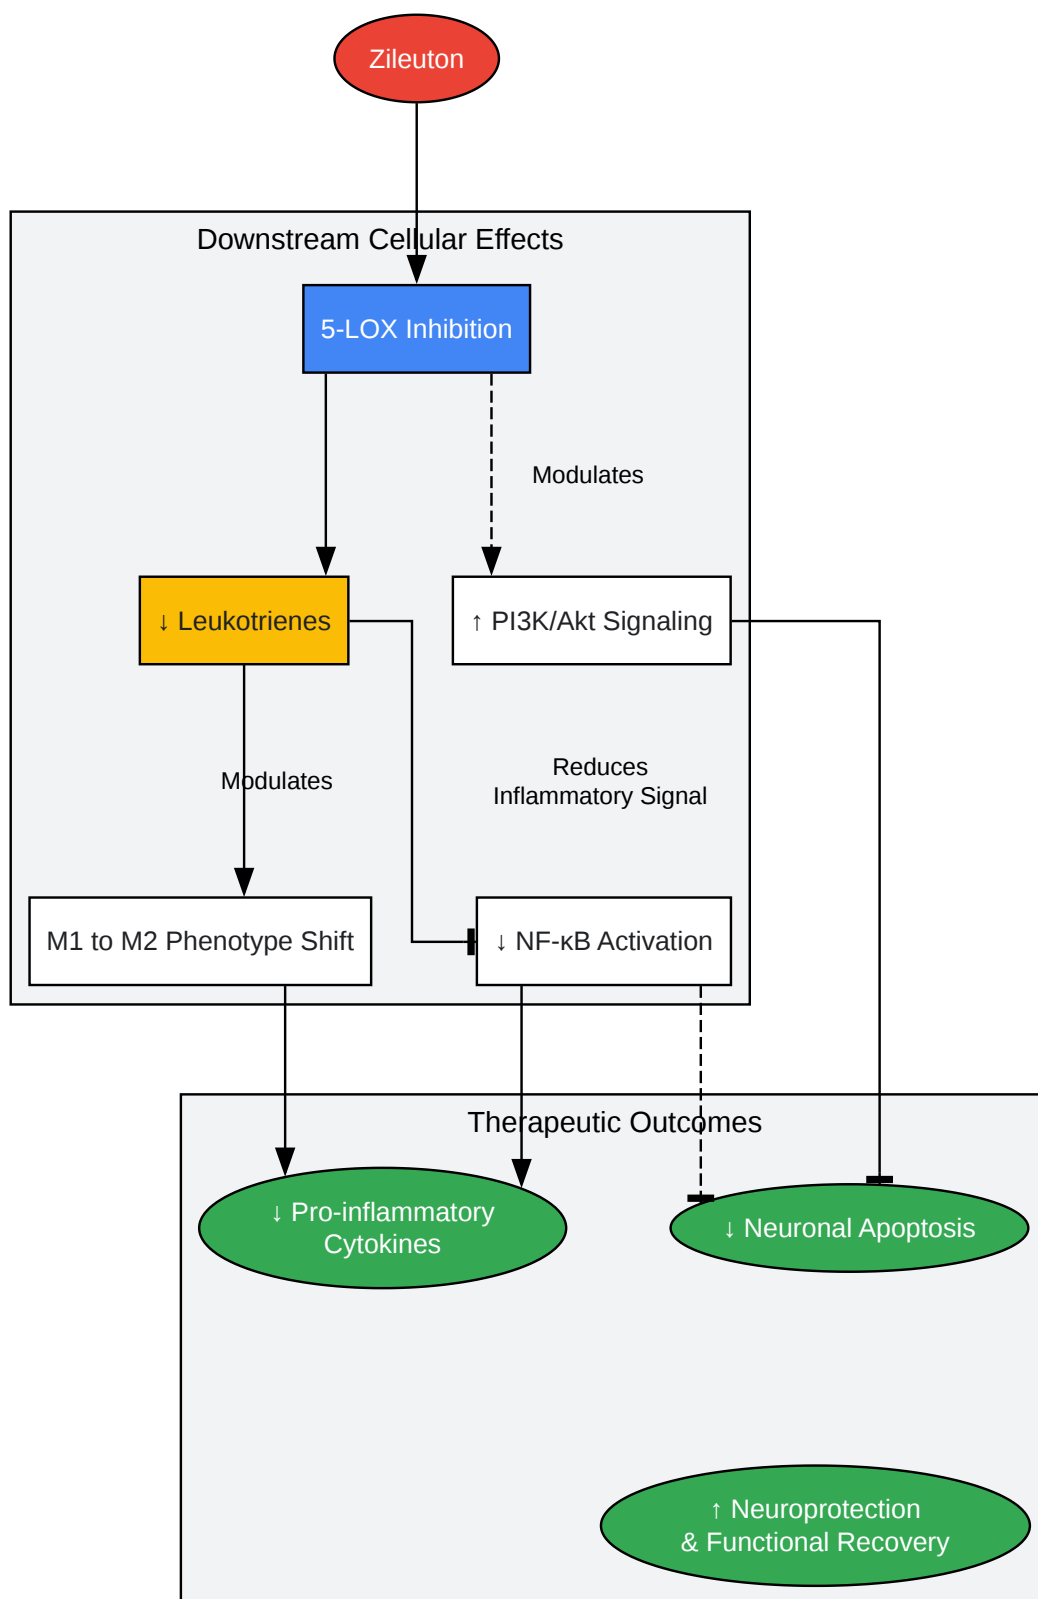 Zileuton
Downstream Cellular Effects
5-LOX Inhibition
Modulates
↓ Leukotrienes
↑ PI3K/Akt Signaling
Modulates
Reduces
Inflammatory Signal
M1 to M2 Phenotype Shift
↓ NF-κB Activation
Therapeutic Outcomes
↓ Pro-inflammatory
Cytokines
↓ Neuronal Apoptosis
↑ Neuroprotection
& Functional Recovery